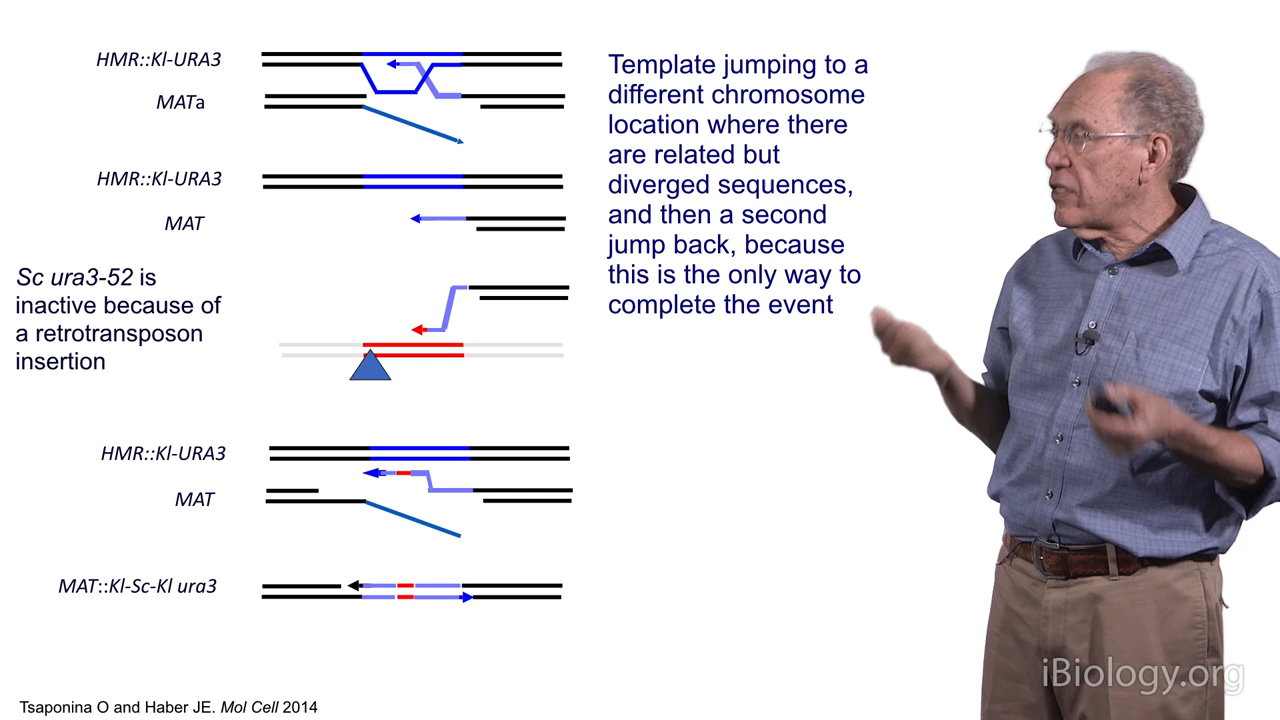 HMR::Kl-URA3
MATa
HMR::Kl-URA3
MAT
Sc ura3-52 is
inactive because of
a retrotransposon
insertion
HMR::Kl-URA3
MAT
MAT::Kl-Sc-Kl ura3
Template jumping to a
different chromosome
location where there
are related but
diverged sequences,
and then a second
jump back, because
this is the only way to
complete the event
Tsaponina O and Haber JE. Mol Cell 2014
iBiology.org